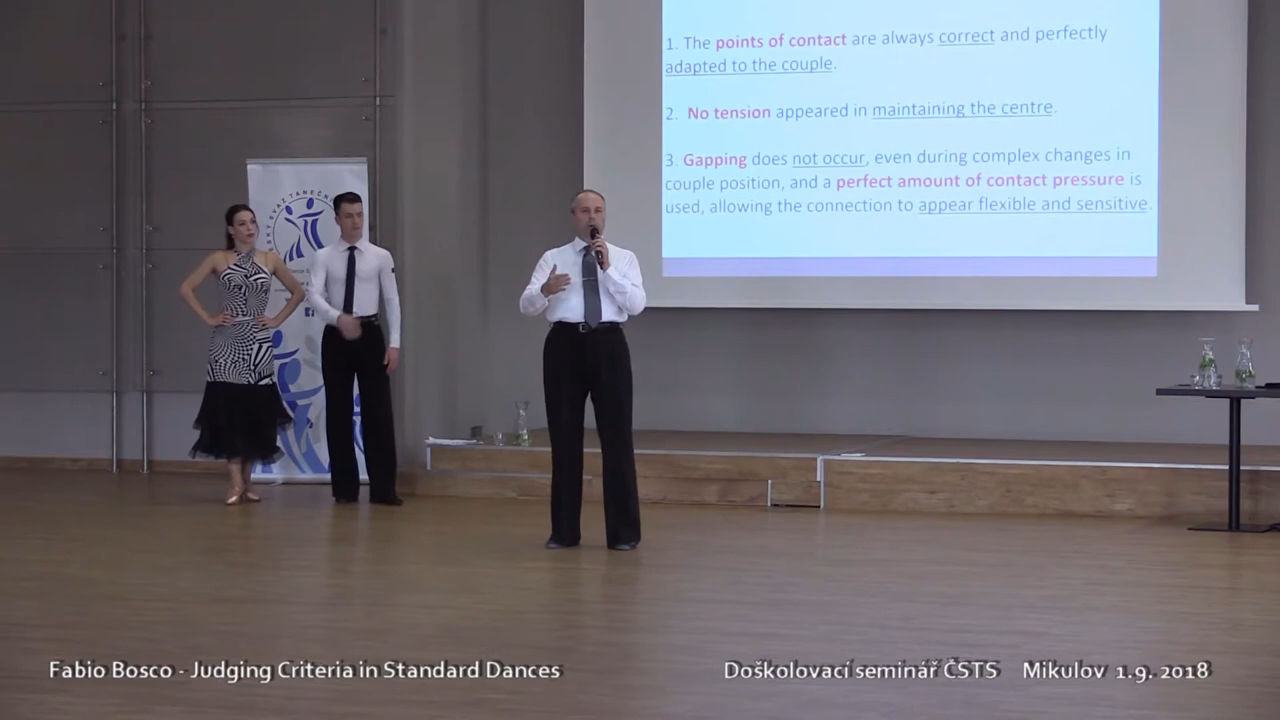 1. The points of contact are always correct and perfectly
adapted to the couple.
2. No tension appeared in maintaining the centre.
3. Gapping does not occur, even during complex changes in
couple position, and a perfect amount of contact pressure is
used, allowing the connection to appear flexible and sensitive.
Fabio Bosco - Judging Criteria in Standard Dances
Doškolovací seminář ČSTS Mikulov 1.9. 2018